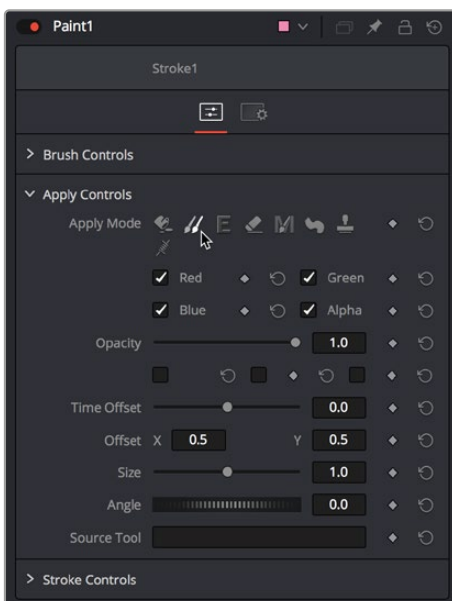 Paint1
Stroke1
Brush Controls
Apply Controls
Apply Mode
Red Green
Blue Alpha
Opacity 1.0
Time Offset 0.0
Offset X 0.5 Y 0.5
Size 1.0
Angle 0.0
Source Tool
Stroke Controls